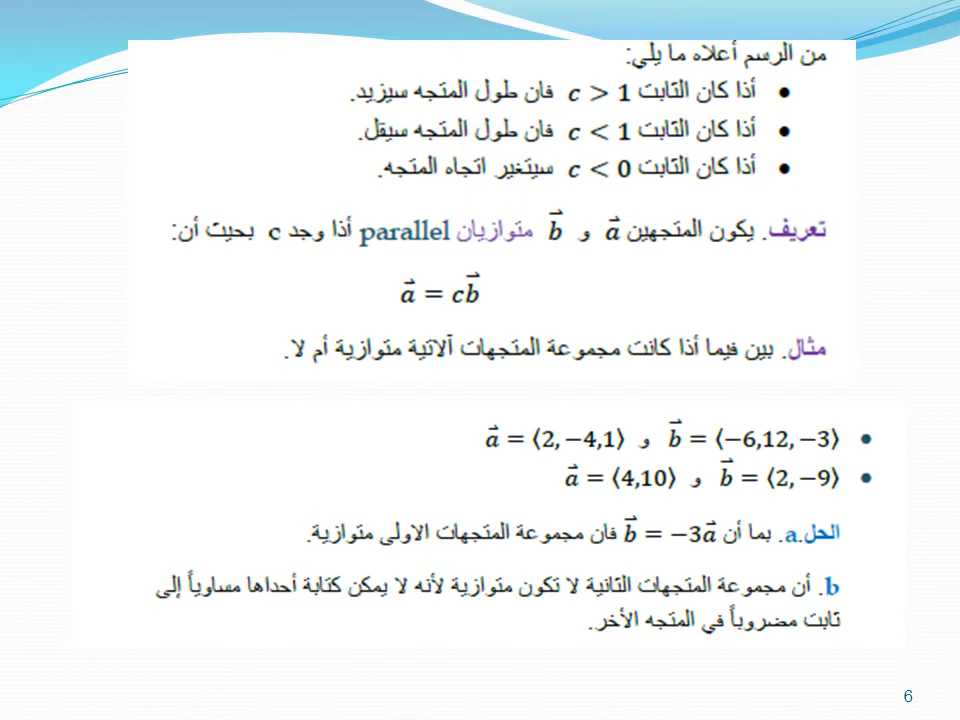 من الرسم أعلاه ما يلي:
• أذا كان الثابت c > 1 فان طول المتجه سيزيد.
• أذا كان الثابت c < 1 فان طول المتجه سيقل.
• أذا كان الثابت c < 0 سيتغير اتجاه المتجه.
تعريف. يكون المتجهين a⃗ و b⃗ متوازيان parallel أذا وجد c بحيث أن:
a⃗ = cb⃗
مثال. بين فيما أذا كانت مجموعة المتجهات آلاتية متوازية أم لا.
• a⃗ = ⟨2, −4,1⟩ و b⃗ = ⟨−6,12, −3⟩
• a⃗ = ⟨4,10⟩ و b⃗ = ⟨2, −9⟩
الحل.a. بما أن b⃗ = −3a⃗ فان مجموعة المتجهات الاولى متوازية.
b. أن مجموعة المتجهات الثانية لا تكون متوازية لأنه لا يمكن كتابة أحداها مساوياً إلى
ثابت مضروباً في المتجه الأخر.
6